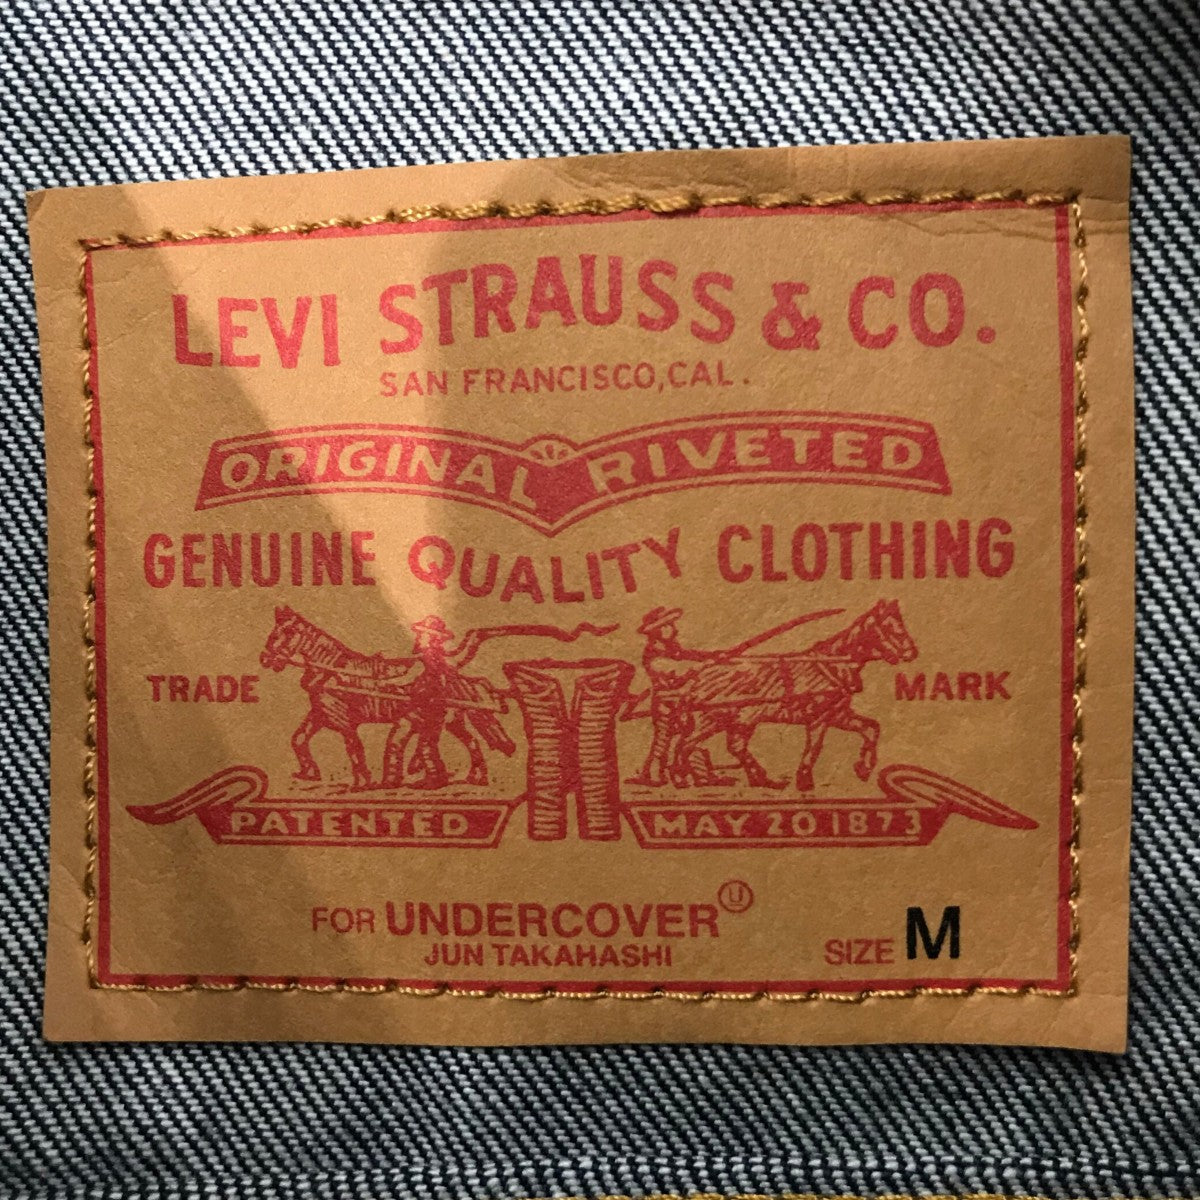 LEVI STRAUSS & CO.
SAN FRANCISCO, CAL.
ORIGINAL RIVETED
GENUINE QUALITY CLOTHING
TRADE MARK
PATENTED MAY 20 1873
FOR UNDERCOVER Ⓤ
JUN TAKAHASHI
SIZE M